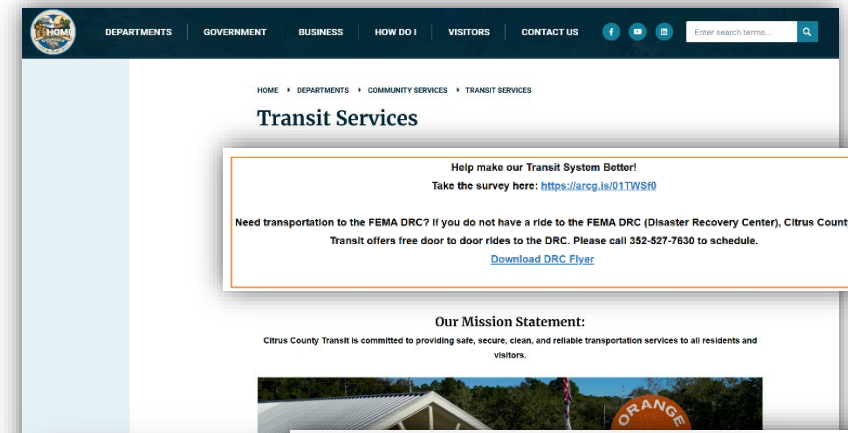 HOME
DEPARTMENTS GOVERNMENT BUSINESS HOW DO I VISITORS CONTACT US Enter search terms...
HOME DEPARTMENTS COMMUNITY SERVICES TRANSIT SERVICES
Transit Services
Help make our Transit System Better!
Take the survey here: https://arcg.is/01TWSf0
Need transportation to the FEMA DRC? If you do not have a ride to the FEMA DRC (Disaster Recovery Center), Citrus Count
Transit offers free door to door rides to the DRC. Please call 352-527-7630 to schedule.
Download DRC Flyer
Our Mission Statement:
Citrus County Transit is committed to providing safe, secure, clean, and reliable transportation services to all residents and
visitors.
ORANGE